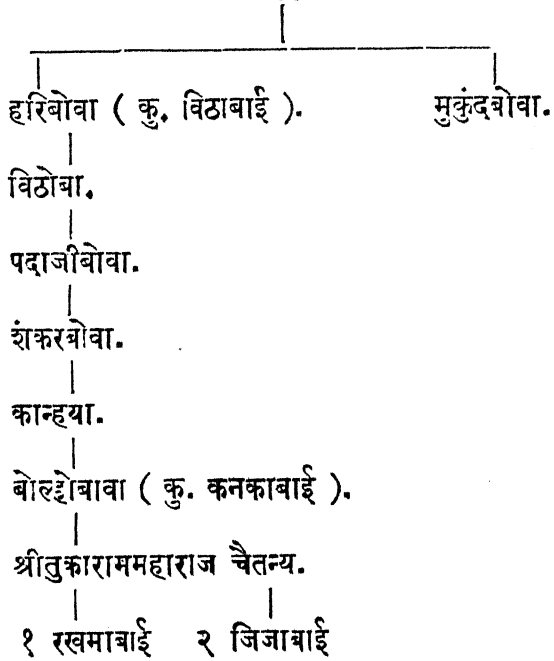 हरिबोवा ( कु. विठाबाई ). मुकुंदबोवा.
विठोबा.
पदाजीबोवा.
शंकरबोवा.
कान्हया.
बोल्होबावा ( कु. कनकाबाई ).
श्रीतुकाराममहाराज चैतन्य.
१ रखमाबाई २ जिजाबाई